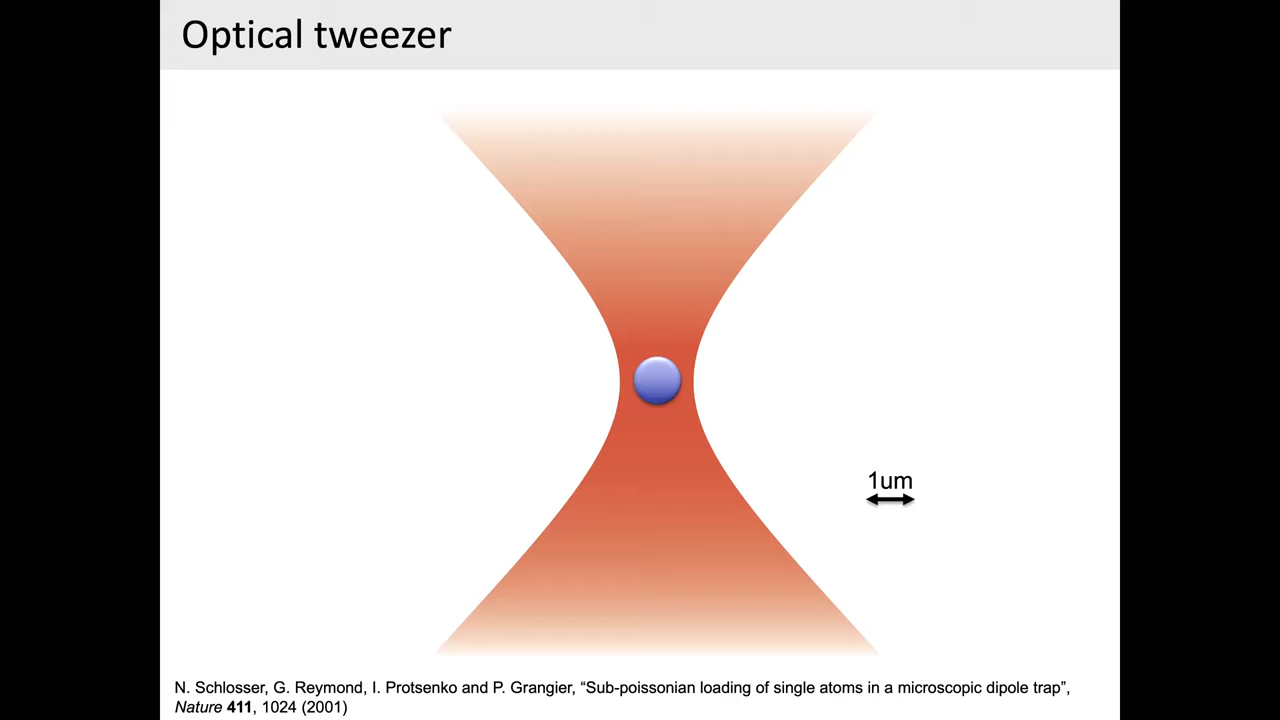 Optical tweezer
1um
N. Schlosser, G. Reymond, I. Protsenko and P. Grangier, “Sub-poissonian loading of single atoms in a microscopic dipole trap”,
Nature 411, 1024 (2001)